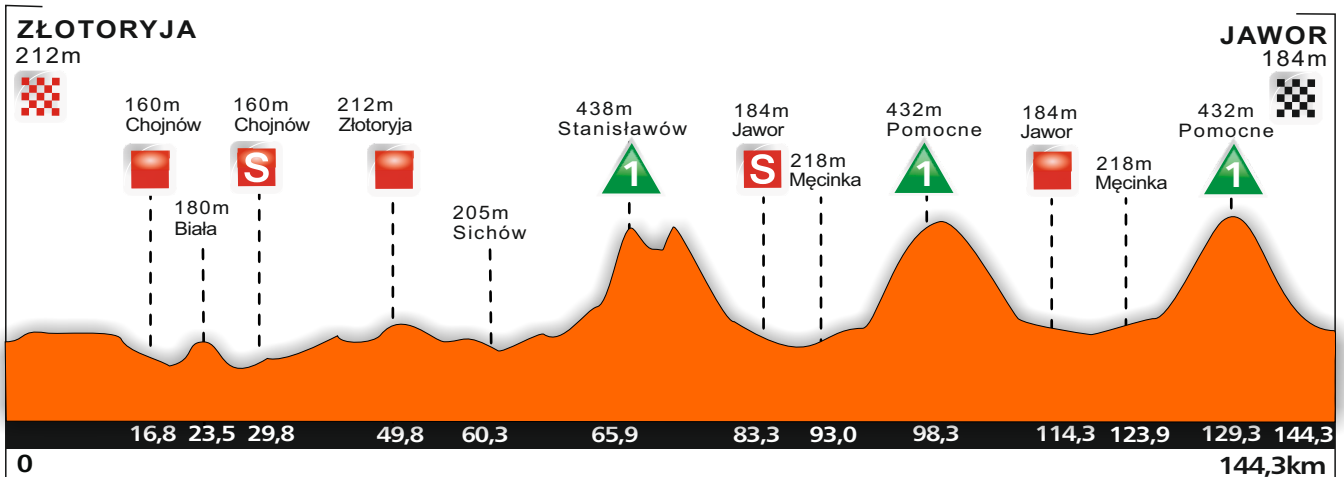 ZŁOTORYJA
212m
JAWOR
184m
160m
Chojnów
160m
Chojnów
S
212m
Złotoryja
438m
Stanisławów
1
184m
Jawor
S
432m
Pomocne
1
184m
Jawor
432m
Pomocne
1
180m
Biała
205m
Sichów
218m
Męcinka
218m
Męcinka
16,8 23,5 29,8 49,8 60,3 65,9 83,3 93,0 98,3 114,3 123,9 129,3 144,3
0
144,3km